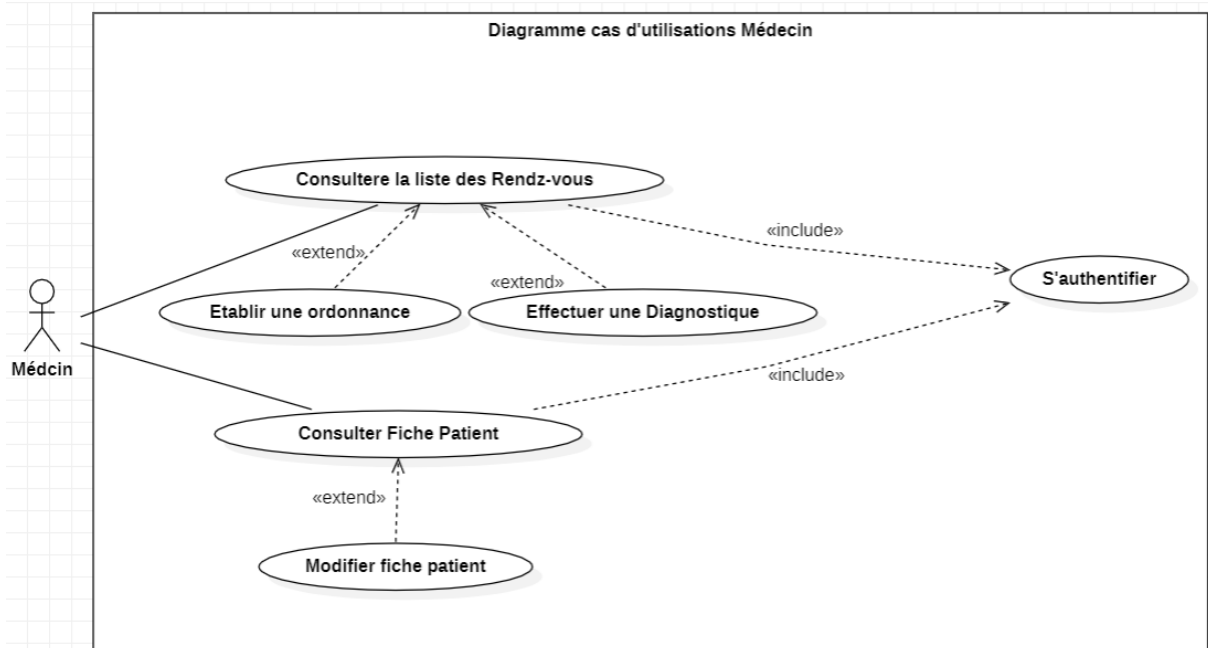 Diagramme cas d'utilisations Médecin
Consultere la liste des Rendz-vous
«include»
«extend»
«extend»
S'authentifier
Etablir une ordonnance
Effectuer une Diagnostique
Médcin
«include»
Consulter Fiche Patient
«extend»
Modifier fiche patient